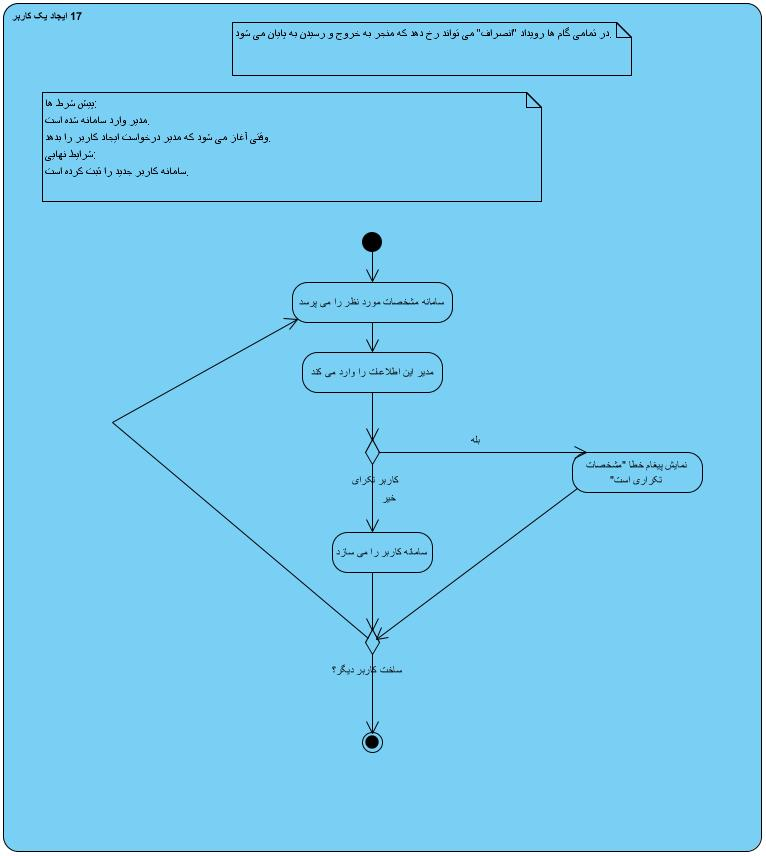 17 ایجاد یک کاربر
در تمامی گام ها رویداد "انصراف" می تواند رخ دهد که منجر به خروج و رسیدن به پایان می شود.
پیش شرط ها:
مدیر وارد سامانه شده است.
وقتی آغاز می شود که مدیر درخواست ایجاد کاربر را بدهد.
شرایط نهایی:
سامانه کاربر جدید را ثبت کرده است.
سامانه مشخصات مورد نظر را می پرسد
مدیر این اطلاعات را وارد می کند
بله
نمایش پیغام خطا "مشخصات
تکراری است"
کاربر تکرای
خیر
سامانه کاربر را می سازد
ساخت کاربر دیگر؟